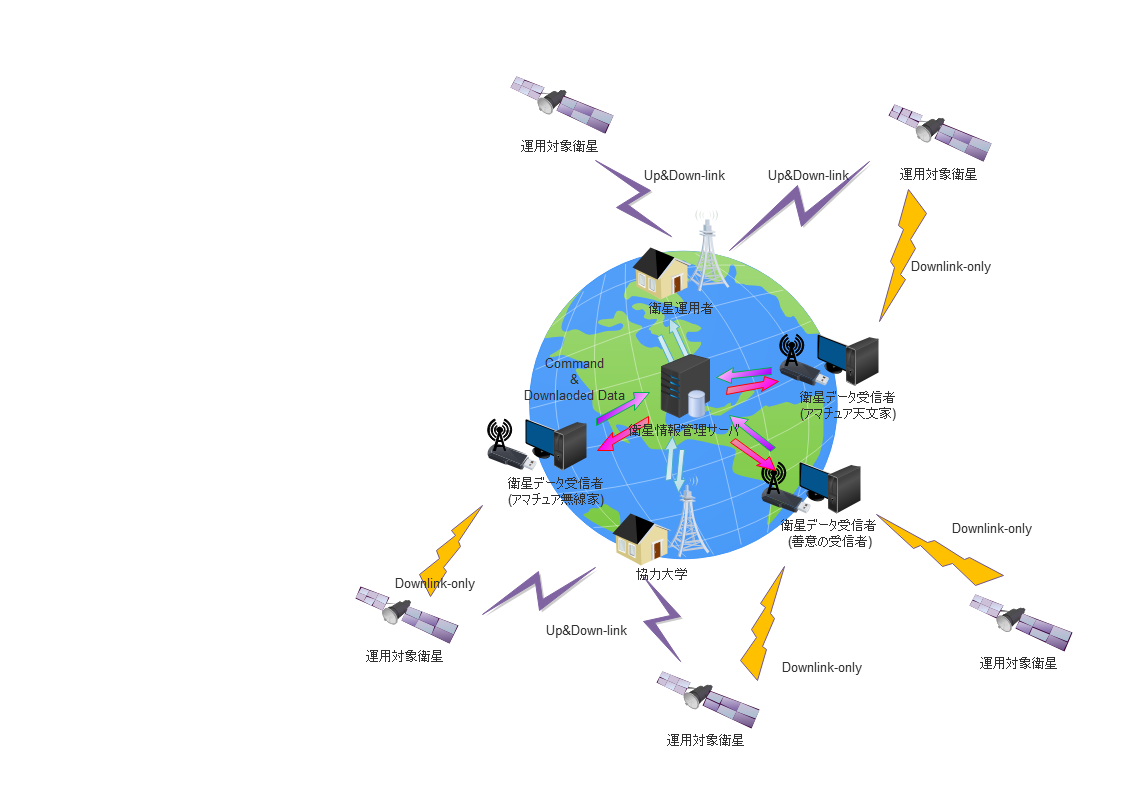 運用対象衛星
運用対象衛星
Up&Down-link
Up&Down-link
Downlink-only
衛星運用者
Command
&
Downlaoded Data
衛星データ受信者
(アマチュア天文家)
衛星情報管理サーバ
衛星データ受信者
(アマチュア無線家)
衛星データ受信者
(善意の受信者)
Downlink-only
協力大学
Downlink-only
Up&Down-link
運用対象衛星
Downlink-only
運用対象衛星
運用対象衛星